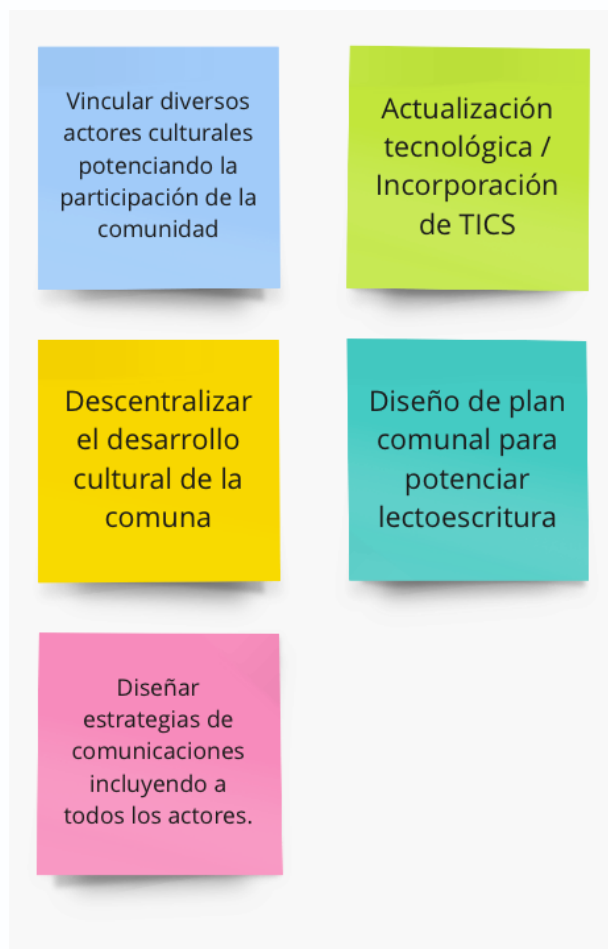 Vincular diversos
actores culturales
potenciando la
participación de la
comunidad
Actualización
tecnológica /
Incorporación
de TICS
Descentralizar
el desarrollo
cultural de la
comuna
Diseño de plan
comunal para
potenciar
lectoescritura
Diseñar
estrategias de
comunicaciones
incluyendo a
todos los actores.